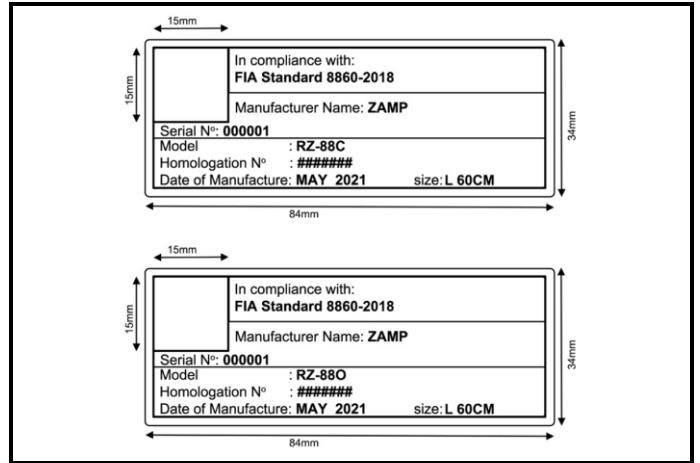 15mm
15mm
In compliance with:
FIA Standard 8860-2018
Manufacturer Name: ZAMP
Serial Nº: 000001
Model : RZ-88C
Homologation Nº : #######
Date of Manufacture: MAY 2021 size: L 60CM
34mm
84mm
15mm
15mm
In compliance with:
FIA Standard 8860-2018
Manufacturer Name: ZAMP
Serial Nº: 000001
Model : RZ-88O
Homologation Nº : #######
Date of Manufacture: MAY 2021 size: L 60CM
34mm
84mm